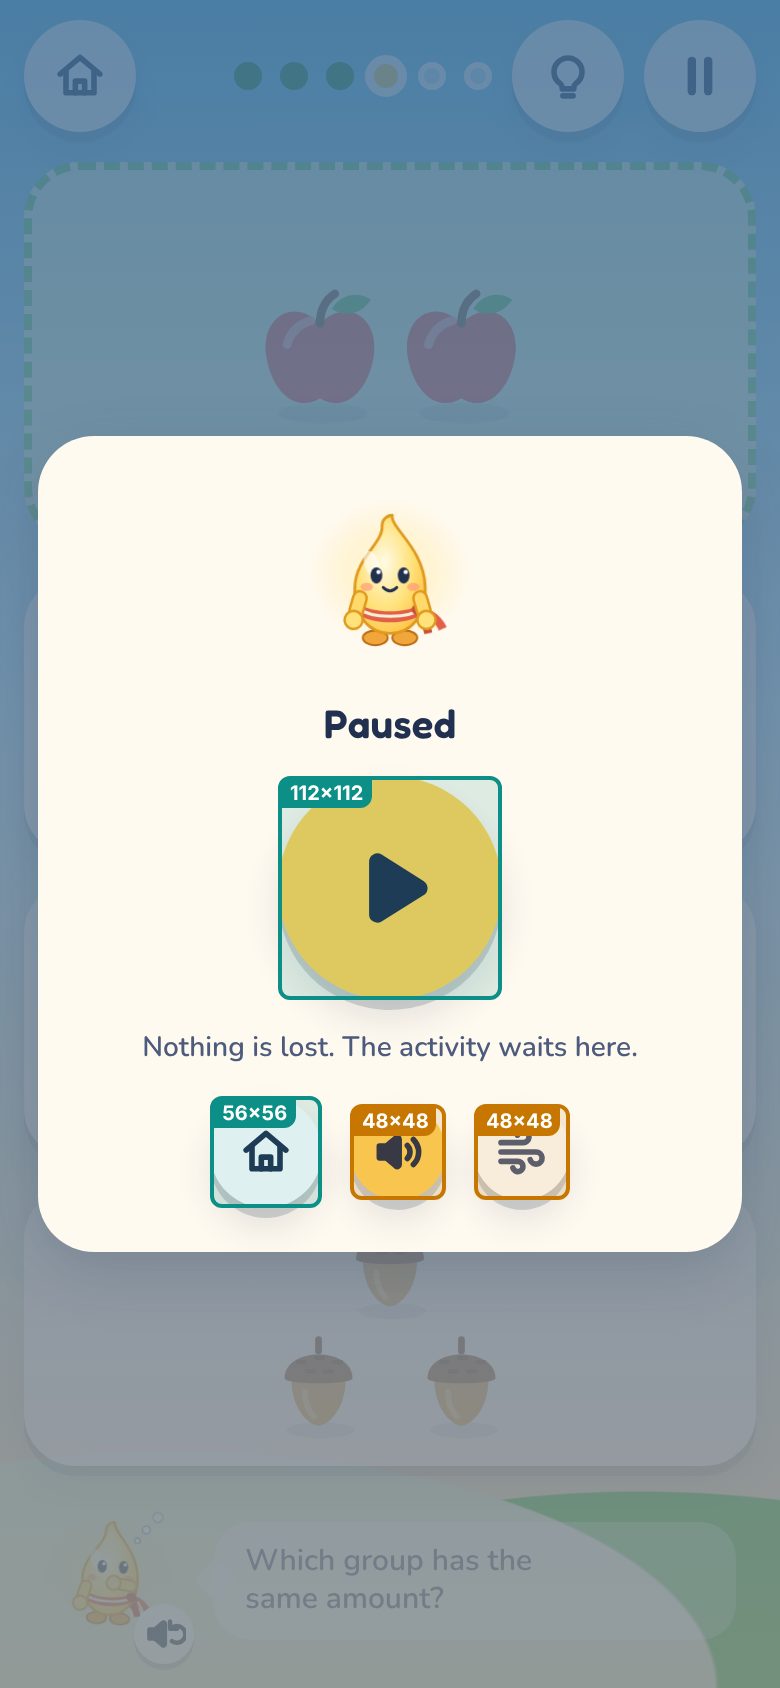 Paused
112×112
Nothing is lost. The activity waits here.
56×56
48×48
48×48
Which group has the
same amount?